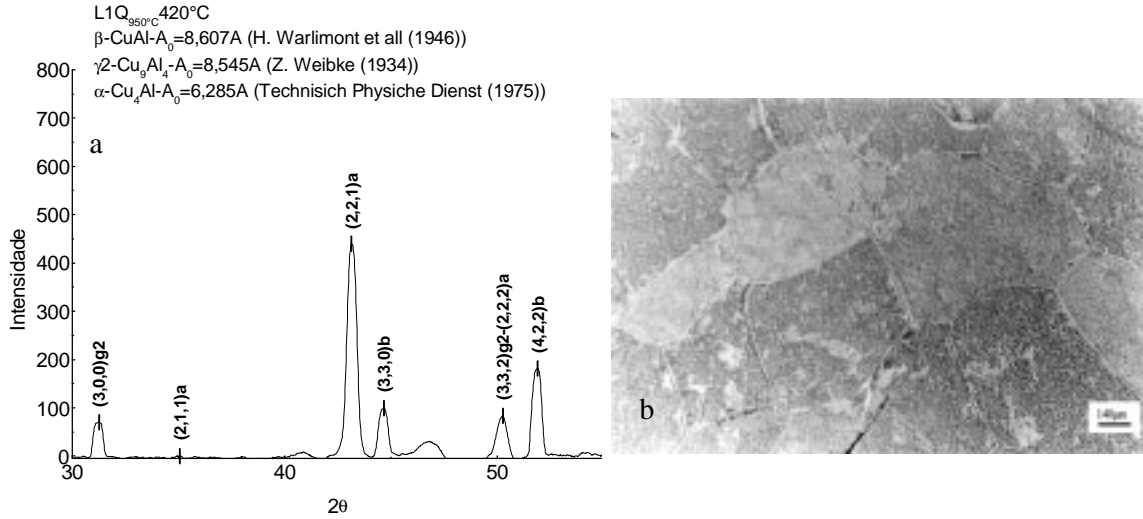 L1Q950°C420°C
β-CuAl-A0=8,607A (H. Warlimont et all (1946))
γ2-Cu9Al4-A0=8,545A (Z. Weibke (1934))
α-Cu4Al-A0=6,285A (Technisich Physiche Dienst (1975))
a
Intensidade
800
700
600
500
400
300
200
100
0
(3,0,0)g2
(2,1,1)a
(2,2,1)a
(3,3,0)b
(3,3,2)g2-(2,2,2)a
(4,2,2)b
30
40
50
2θ
b